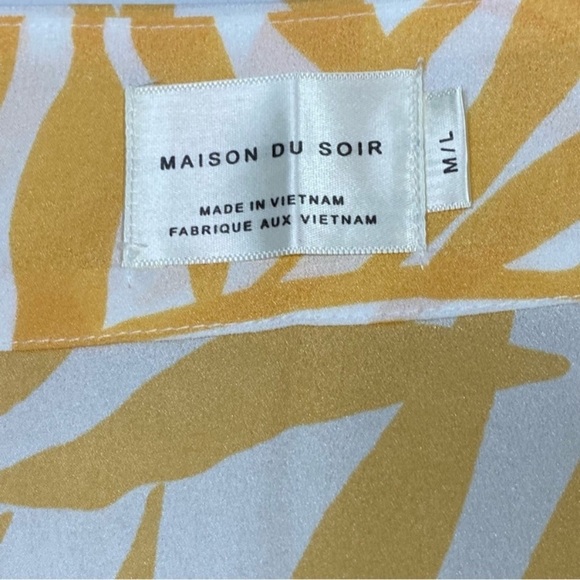 MAISON DU SOIR
MADE IN VIETNAM
FABRIQUE AUX VIETNAM
M/L